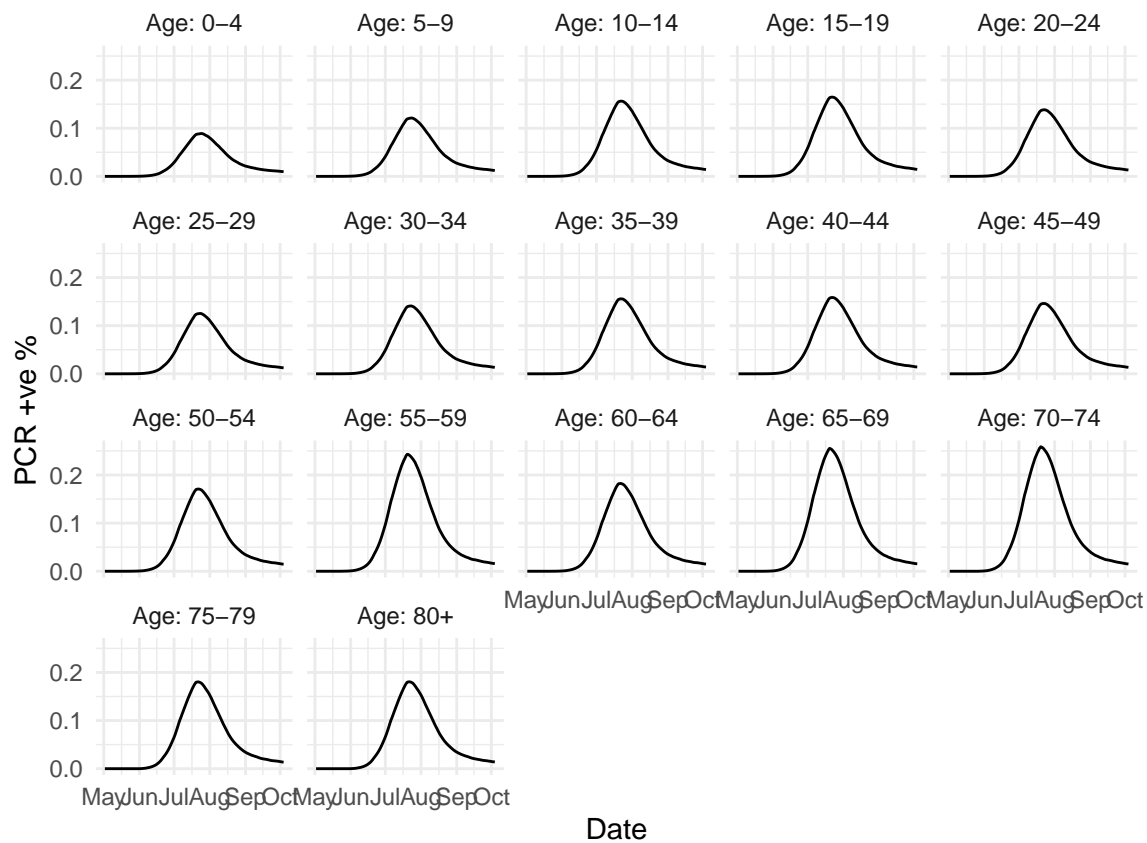 Age: 0−4 Age: 5−9 Age: 10−14 Age: 15−19 Age: 20−24
0.2
0.1
0.0
Age: 25−29 Age: 30−34 Age: 35−39 Age: 40−44 Age: 45−49
0.2
0.1
0.0
Age: 50−54 Age: 55−59 Age: 60−64 Age: 65−69 Age: 70−74
0.2
0.1
0.0
May Jun Jul Aug Sep Oct May Jun Jul Aug Sep Oct May Jun Jul Aug Sep Oct
Age: 75−79 Age: 80+
0.2
0.1
0.0
May Jun Jul Aug Sep Oct May Jun Jul Aug Sep Oct
PCR +ve %
Date